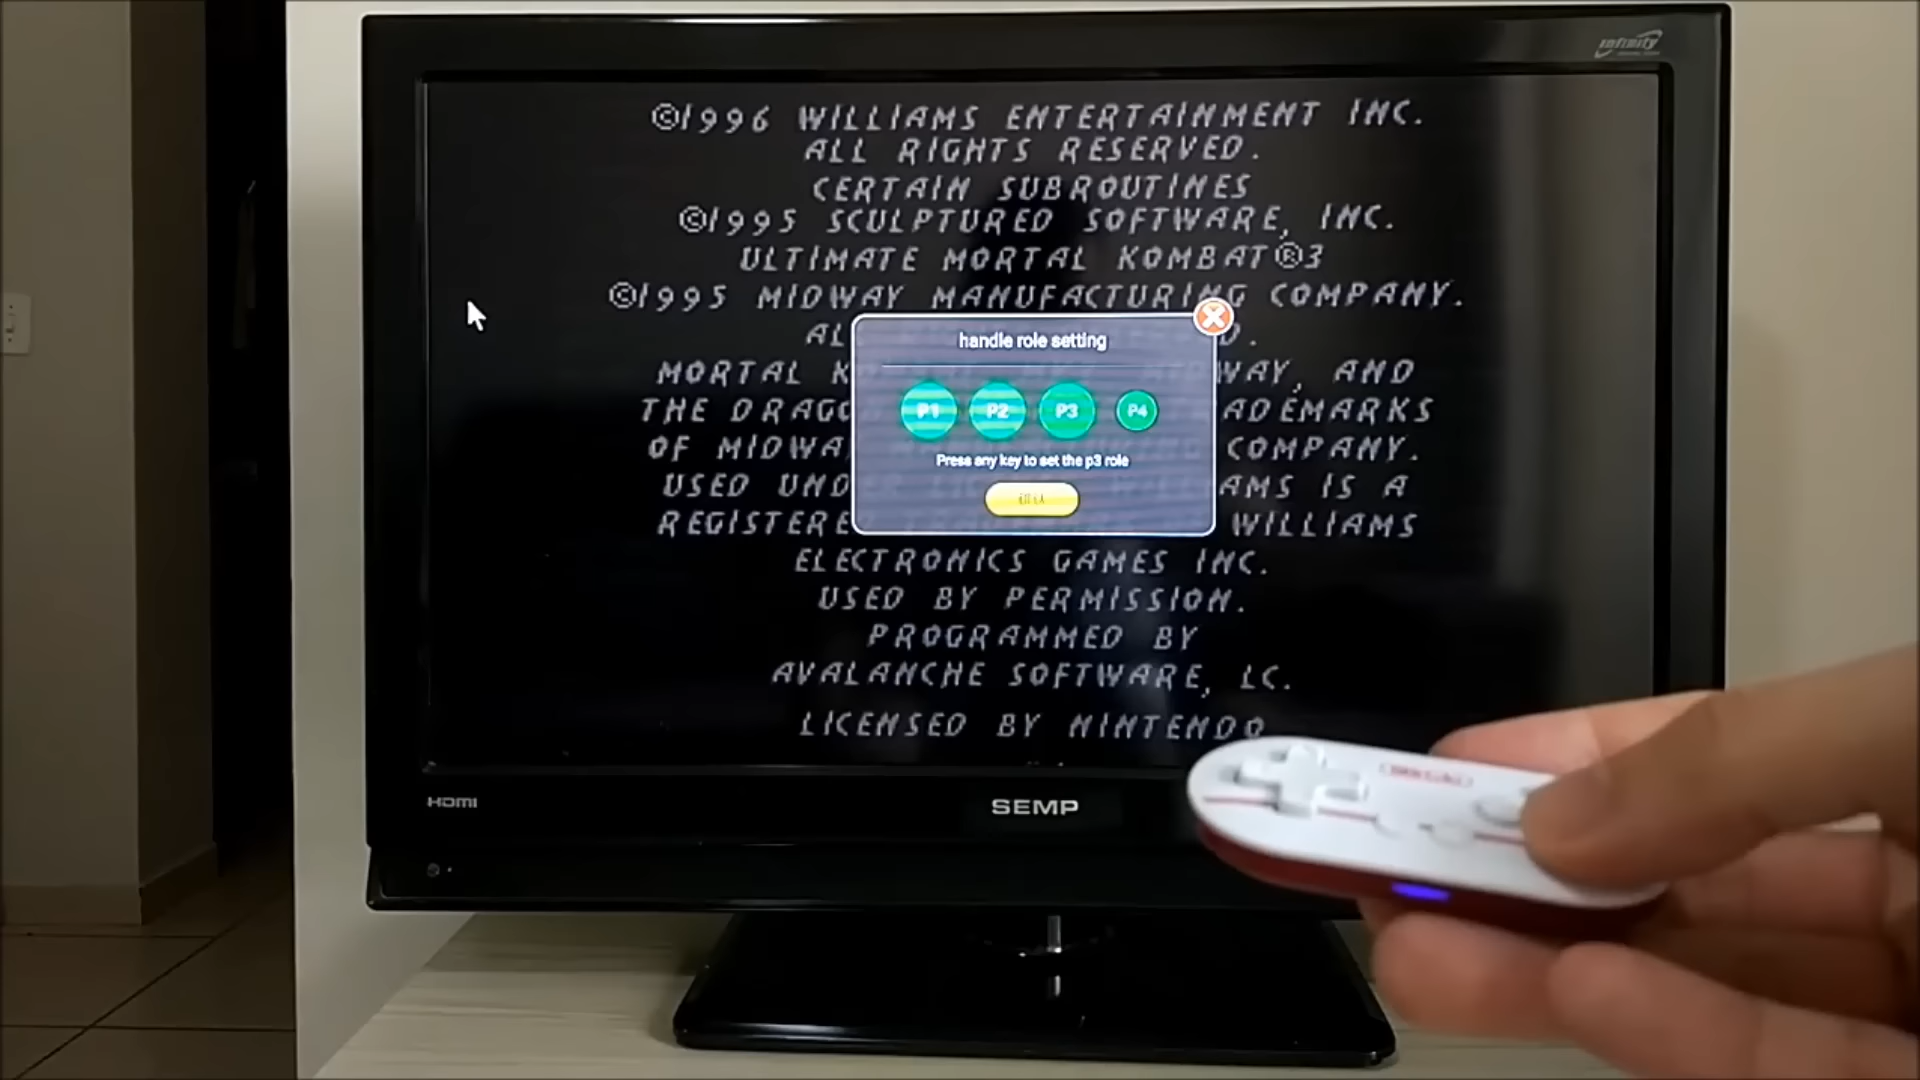 infinity
©1996 WILLIAMS ENTERTAINMENT INC.
ALL RIGHTS RESERVED.
CERTAIN SUBROUTINES
©1995 SCULPTURED SOFTWARE, INC.
ULTIMATE MORTAL KOMBAT®3
©1995 MIDWAY MANUFACTURING COMPANY.
AL D.
MORTAL K WAY, AND
THE DRAGO ADEMARKS
OF MIDWA COMPANY.
USED UND AMS IS A
REGISTERE WILLIAMS
ELECTRONICS GAMES INC.
USED BY PERMISSION.
PROGRAMMED BY
AVALANCHE SOFTWARE, LC.
LICENSED BY NINTENDO
handle role setting
P1 P2 P3 P4
Press any key to set the p3 role
HDMI
SEMP